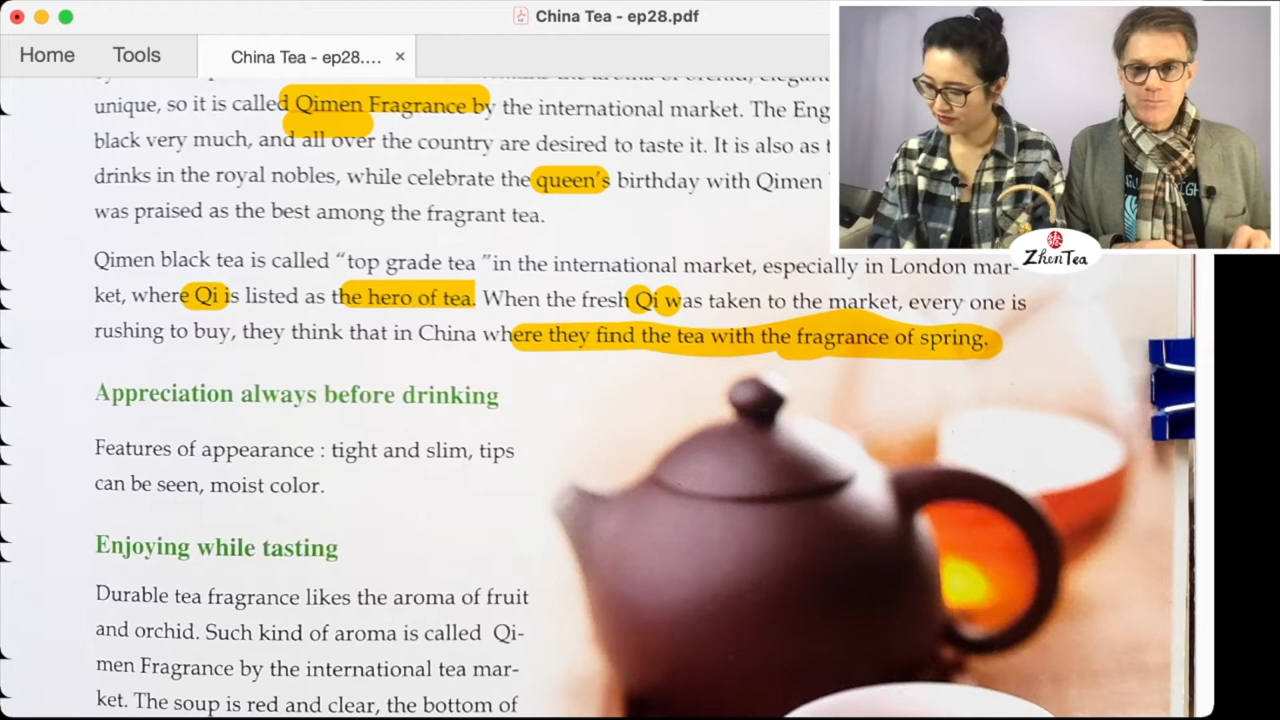 China Tea - ep28.pdf
Home Tools China Tea - ep28.... ×
unique, so it is called Qimen Fragrance by the international market. The Eng
black very much, and all over the country are desired to taste it. It is also as t
drinks in the royal nobles, while celebrate the queen's birthday with Qimen
was praised as the best among the fragrant tea.
ZhenTea
Qimen black tea is called “top grade tea ”in the international market, especially in London mar-
ket, where Qi is listed as the hero of tea. When the fresh Qi was taken to the market, every one is
rushing to buy, they think that in China where they find the tea with the fragrance of spring.
Appreciation always before drinking
Features of appearance : tight and slim, tips
can be seen, moist color.
Enjoying while tasting
Durable tea fragrance likes the aroma of fruit
and orchid. Such kind of aroma is called Qi-
men Fragrance by the international tea mar-
ket. The soup is red and clear, the bottom of